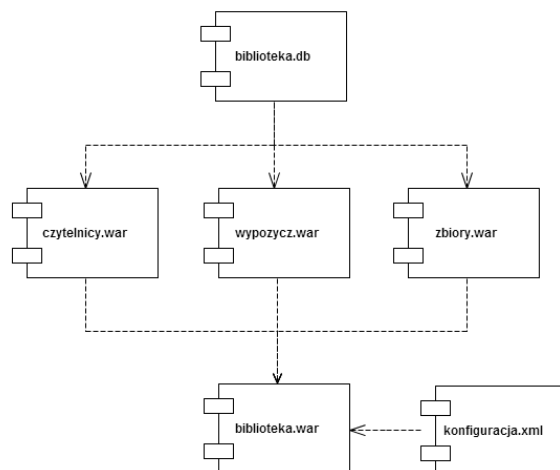 biblioteka.db
czytelnicy.war
wypozycz.war
zbiory.war
biblioteka.war
konfiguracja.xml